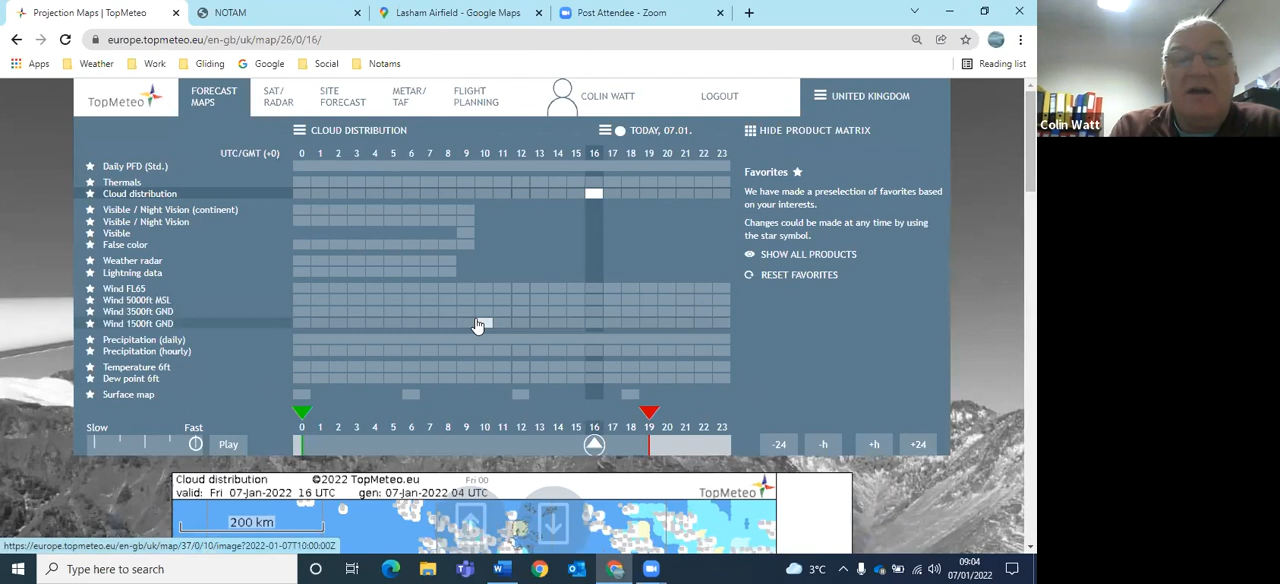 Projection Maps | TopMeteo
NOTAM
Lasham Airfield - Google Maps
Post Attendee - Zoom
europe.topmeteo.eu/en-gb/uk/map/26/0/16/
Apps Weather Work Gliding Google Social Notams Reading list
Colin Watt
TopMeteo
FORECAST MAPS
SAT/ RADAR
SITE FORECAST
METAR/ TAF
FLIGHT PLANNING
COLIN WATT
LOGOUT
UNITED KINGDOM
CLOUD DISTRIBUTION
TODAY, 07.01.
HIDE PRODUCT MATRIX
UTC/GMT (+0) 0 1 2 3 4 5 6 7 8 9 10 11 12 13 14 15 16 17 18 19 20 21 22 23
Daily PFD (Std.)
Thermals
Cloud distribution
Visible / Night Vision (continent)
Visible / Night Vision
Visible
False color
Weather radar
Lightning data
Wind FL65
Wind 5000ft MSL
Wind 3500ft GND
Wind 1500ft GND
Precipitation (daily)
Precipitation (hourly)
Temperature 6ft
Dew point 6ft
Surface map
Favorites
We have made a preselection of favorites based
on your interests.
Changes could be made at any time by using
the star symbol.
SHOW ALL PRODUCTS
RESET FAVORITES
0 1 2 3 4 5 6 7 8 9 10 11 12 13 14 15 16 17 18 19 20 21 22 23
Slow Fast Play
-24 -h +h +24
Cloud distribution ©2022 TopMeteo.eu Fri 00
valid: Fri 07-Jan-2022 16 UTC gen: 07-Jan-2022 04 UTC TopMeteo
200 km
https://europe.topmeteo.eu/en-gb/uk/map/37/0/10/image?2022-01-07T10:00:00Z
Type here to search
3°C
09:04
07/01/2022